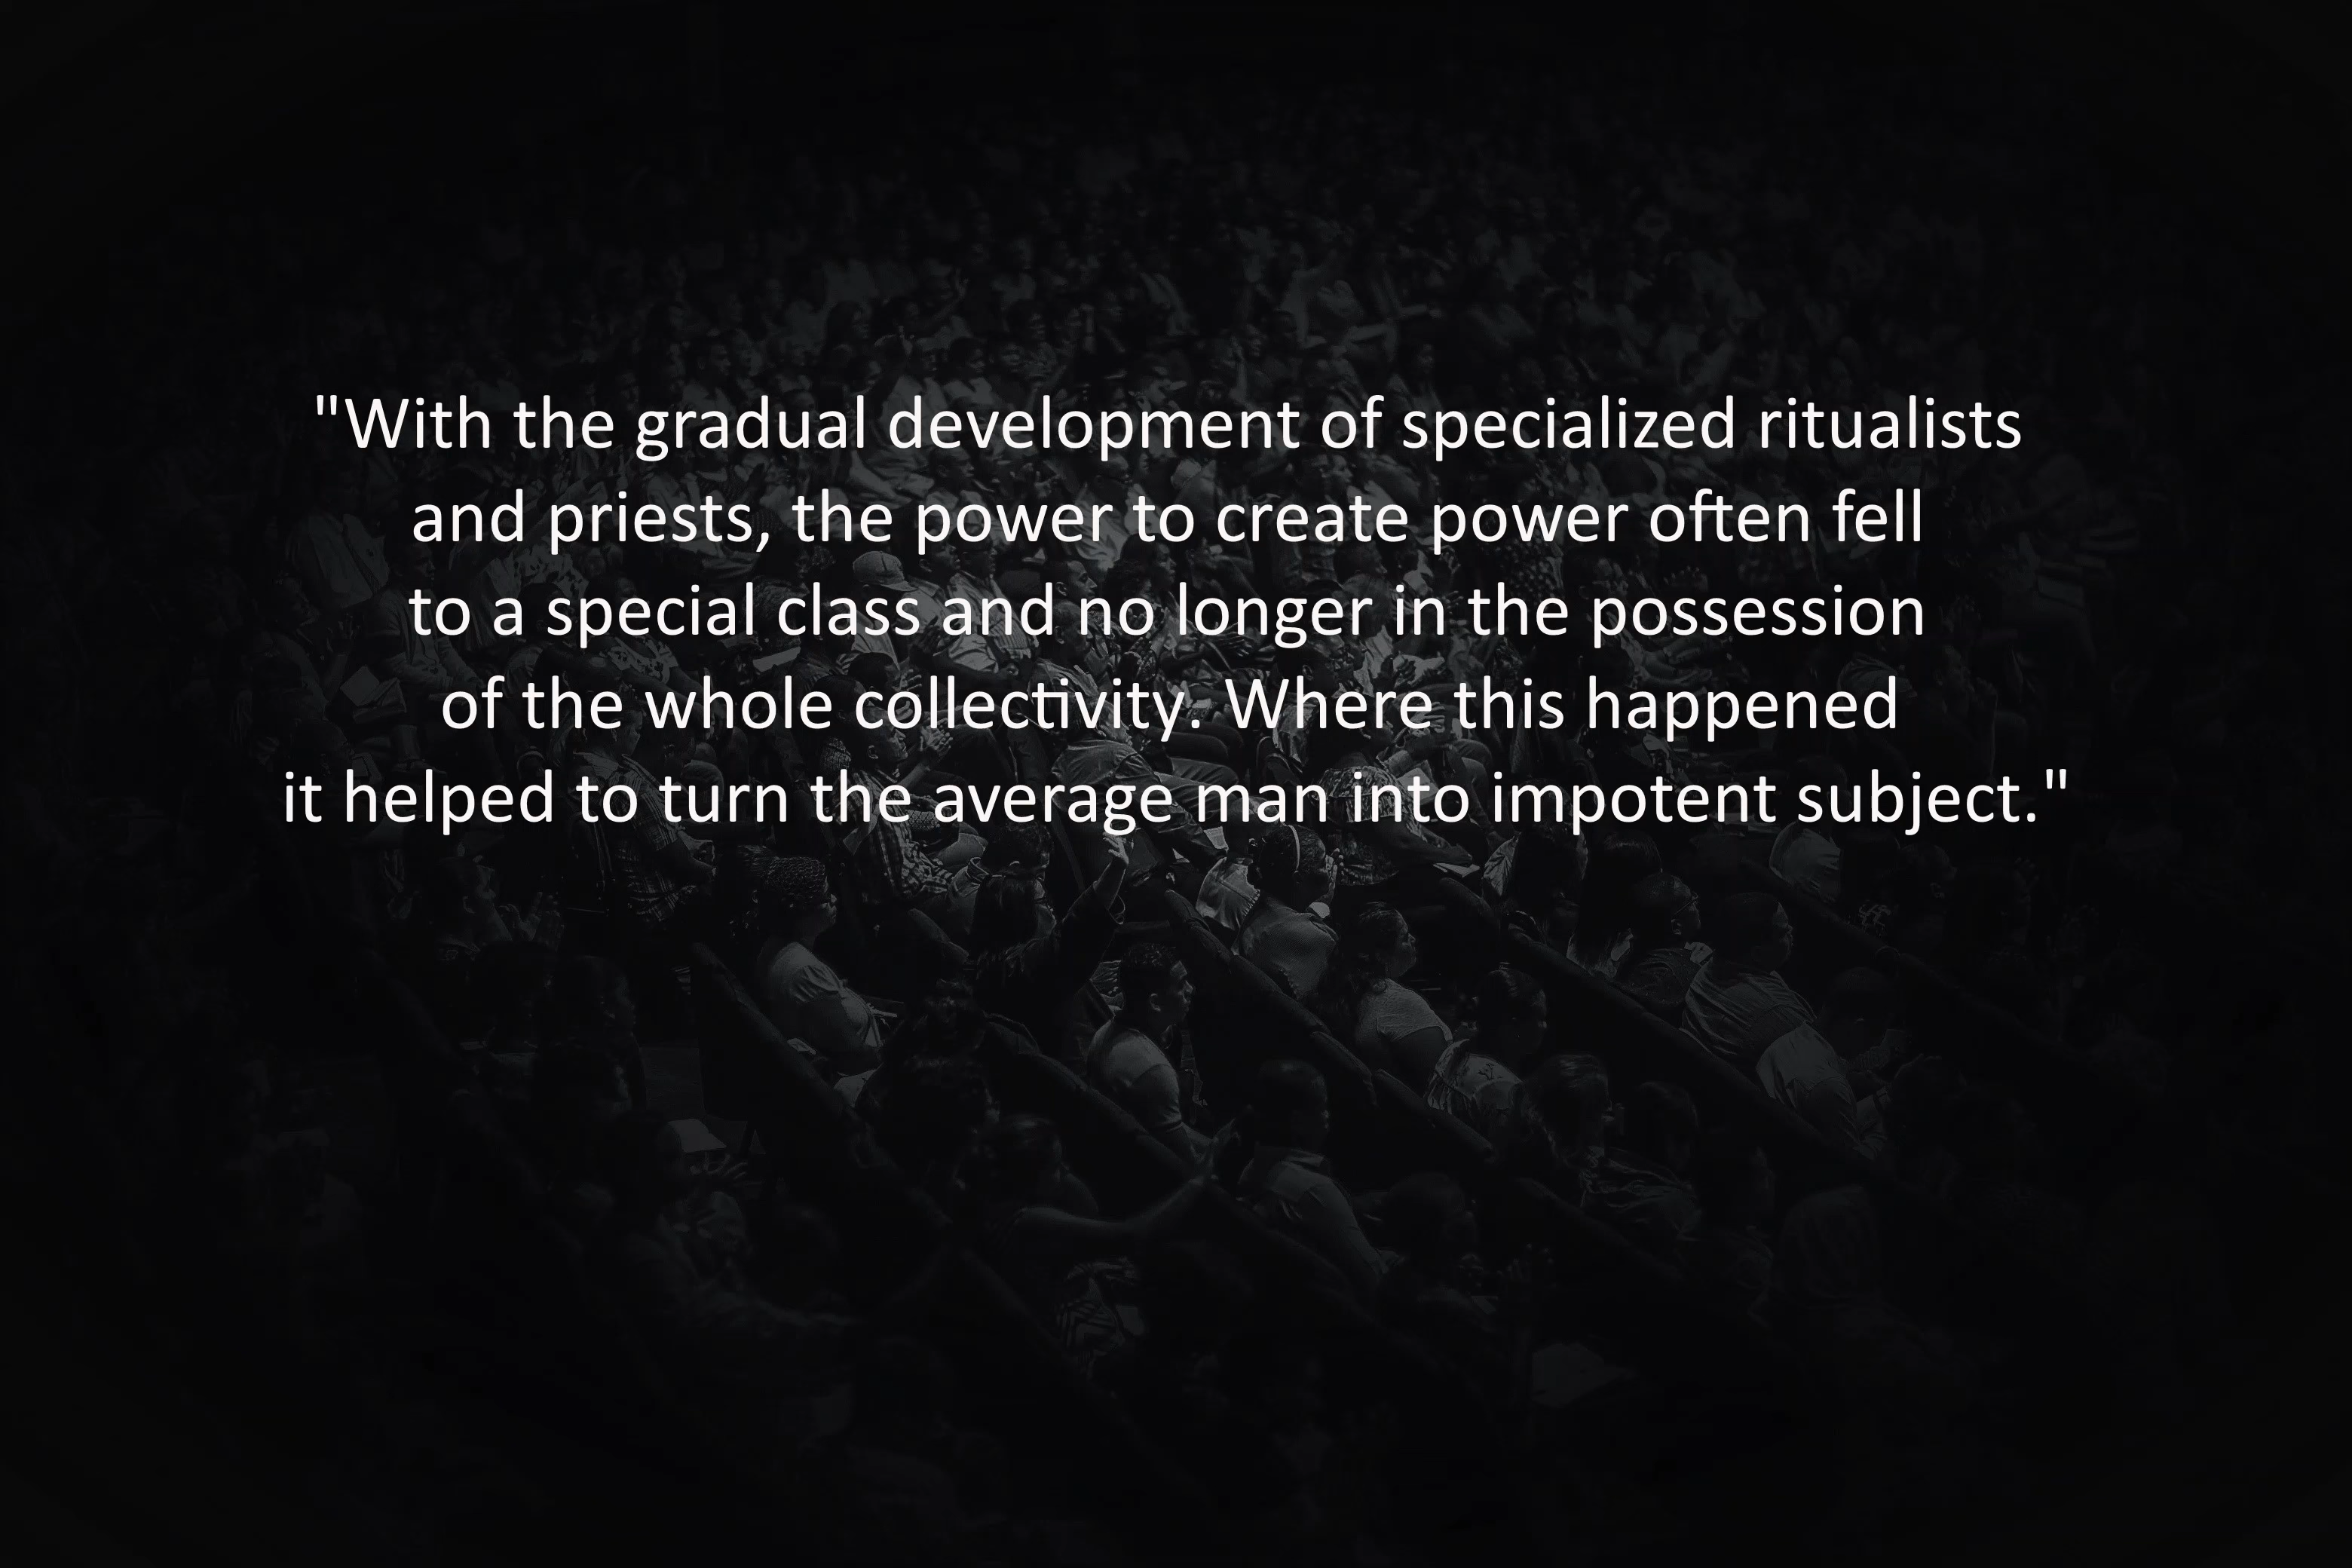 "With the gradual development of specialized ritualists
and priests, the power to create power often fell
to a special class and no longer in the possession
of the whole collectivity. Where this happened
it helped to turn the average man into impotent subject."